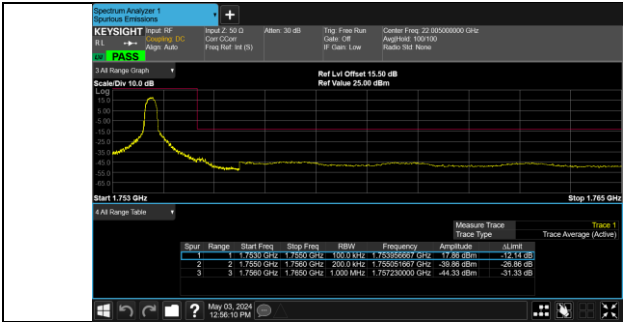 Spectrum Analyzer 1
Spurious Emissions
KEYSIGHT Input: RF Input Z: 50 Ω Atten: 30 dB Trig: Free Run Center Freq: 22.005000000 GHz
RL Coupling: DC Corr CCorr Gate: Off Avg|Hold: 100/100
Align: Auto Freq Ref: Int (S) IF Gain: Low Radio Std: None
PASS
3 All Range Graph
Ref Lvl Offset 15.50 dB
Scale/Div 10.0 dB Ref Value 25.00 dBm
Log
15.0
5.00
-5.00
-15.0
-25.0
-35.0
-45.0
-55.0
-65.0
Start 1.753 GHz Stop 1.765 GHz
4 All Range Table
Measure Trace Trace 1
Trace Type Trace Average (Active)
Spur Range Start Freq Stop Freq RBW Frequency Amplitude ΔLimit
1 1 1.7530 GHz 1.7550 GHz 100.0 kHz 1.753956667 GHz 17.86 dBm -12.14 dB
2 2 1.7550 GHz 1.7560 GHz 200.0 kHz 1.755051667 GHz -39.86 dBm -26.86 dB
3 3 1.7560 GHz 1.7650 GHz 1.000 MHz 1.757230000 GHz -44.33 dBm -31.33 dB
May 03, 2024
12:56:10 PM